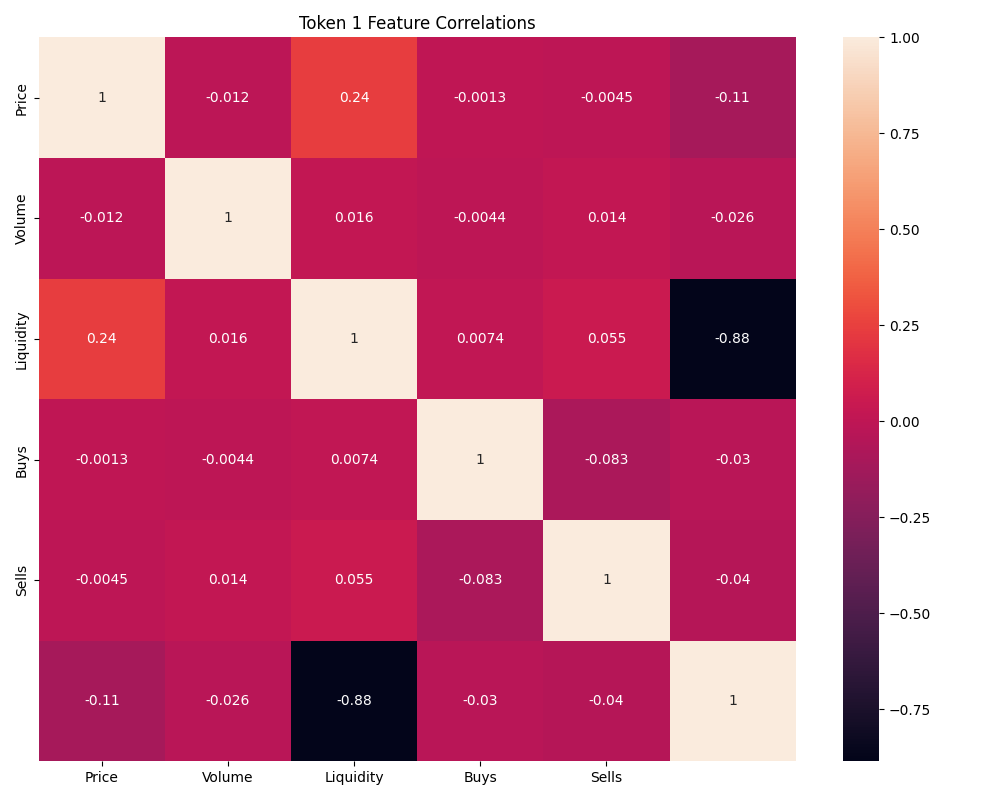 Token 1 Feature Correlations
Price 1 -0.012 0.24 -0.0013 -0.0045 -0.11
Volume -0.012 1 0.016 -0.0044 0.014 -0.026
Liquidity 0.24 0.016 1 0.0074 0.055 -0.88
Buys -0.0013 -0.0044 0.0074 1 -0.083 -0.03
Sells -0.0045 0.014 0.055 -0.083 1 -0.04
-0.11 -0.026 -0.88 -0.03 -0.04 1
Price Volume Liquidity Buys Sells
1.00
0.75
0.50
0.25
0.00
−0.25
−0.50
−0.75